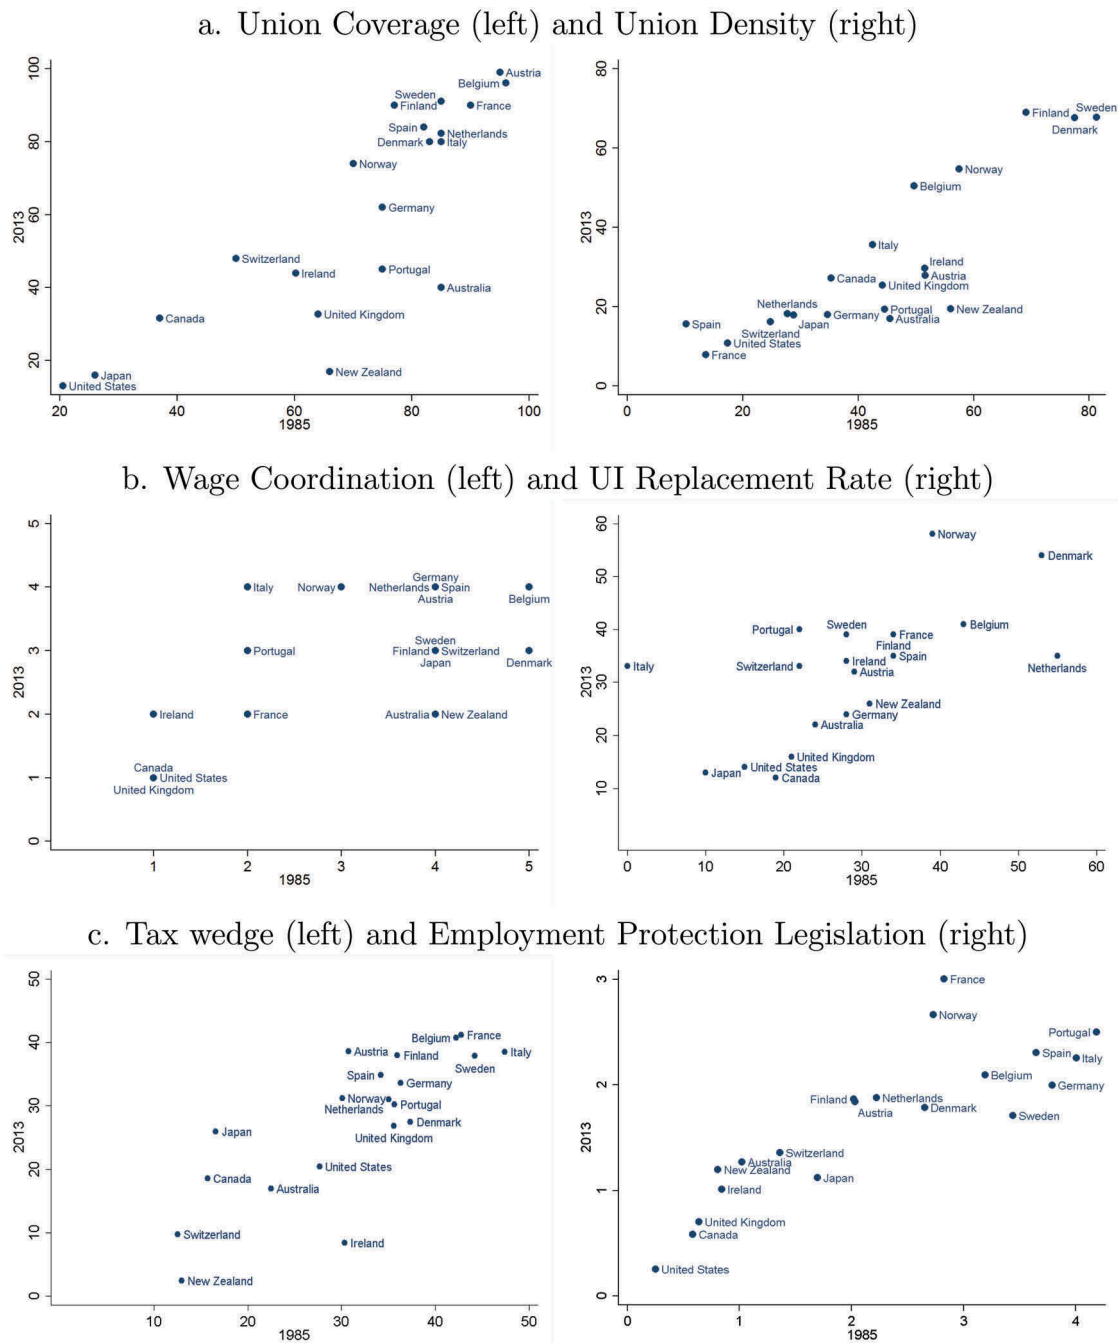 a. Union Coverage (left) and Union Density (right)
100
80
60
40
20
2013
Austria
Belgium
Sweden
Finland
France
Spain
Netherlands
Denmark
Italy
Norway
Germany
Switzerland
Ireland
Portugal
Australia
Canada
United Kingdom
Japan
New Zealand
United States
20 40 60 80 100
1985
80
60
40
20
0
2013
Finland
Sweden
Denmark
Norway
Belgium
Italy
Ireland
Austria
Canada
United Kingdom
Netherlands
Spain
Switzerland
Japan
Germany
Portugal
Australia
New Zealand
United States
France
0 20 40 60 80
1985
b. Wage Coordination (left) and UI Replacement Rate (right)
5
4
3
2
1
0
2013
Italy
Norway
Germany
Netherlands
Spain
Austria
Belgium
Portugal
Sweden
Finland
Switzerland
Japan
Denmark
Ireland
France
Australia
New Zealand
Canada
United States
United Kingdom
1 2 3 4 5
1985
60
50
40
30
20
10
2013
Norway
Denmark
Portugal
Sweden
France
Finland
Belgium
Italy
Switzerland
Ireland
Spain
Austria
Netherlands
New Zealand
Germany
Australia
United Kingdom
Japan
United States
Canada
0 10 20 30 40 50 60
1985
c. Tax wedge (left) and Employment Protection Legislation (right)
50
40
30
20
10
0
2013
Belgium
France
Austria
Finland
Sweden
Italy
Spain
Germany
Norway
Netherlands
Portugal
Denmark
United Kingdom
Japan
United States
Canada
Australia
Switzerland
Ireland
New Zealand
10 20 30 40 50
1985
3
2
1
0
2013
France
Norway
Portugal
Spain
Italy
Belgium
Germany
Finland
Austria
Netherlands
Denmark
Sweden
Switzerland
Australia
New Zealand
Japan
Ireland
United Kingdom
Canada
United States
0 1 2 3 4
1985